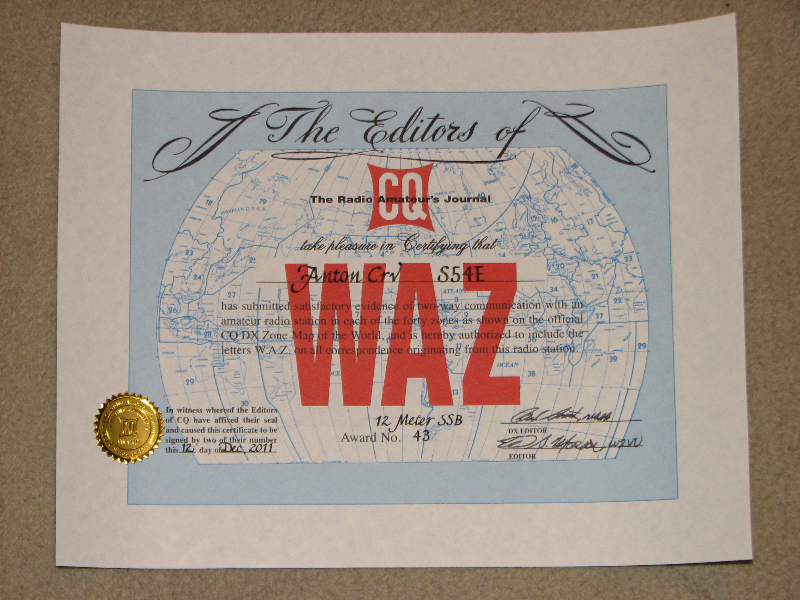 The Editors of
CQ
The Radio Amateur's Journal
take pleasure in Certifying that
Anton Crv S54E
WAZ
has submitted satisfactory evidence of two-way communication with an
amateur radio station in each of the forty zones as shown on the official
CQ DX Zone Map of the World, and is hereby authorized to include the
letters W.A.Z. on all correspondence originating from this radio station.
In witness whereof the Editors
of CQ have affixed their seal
and caused this certificate to be
signed by two of their number
this 12 day of Dec, 2011
12 Meter SSB
Award No. 43
DX EDITOR
EDITOR